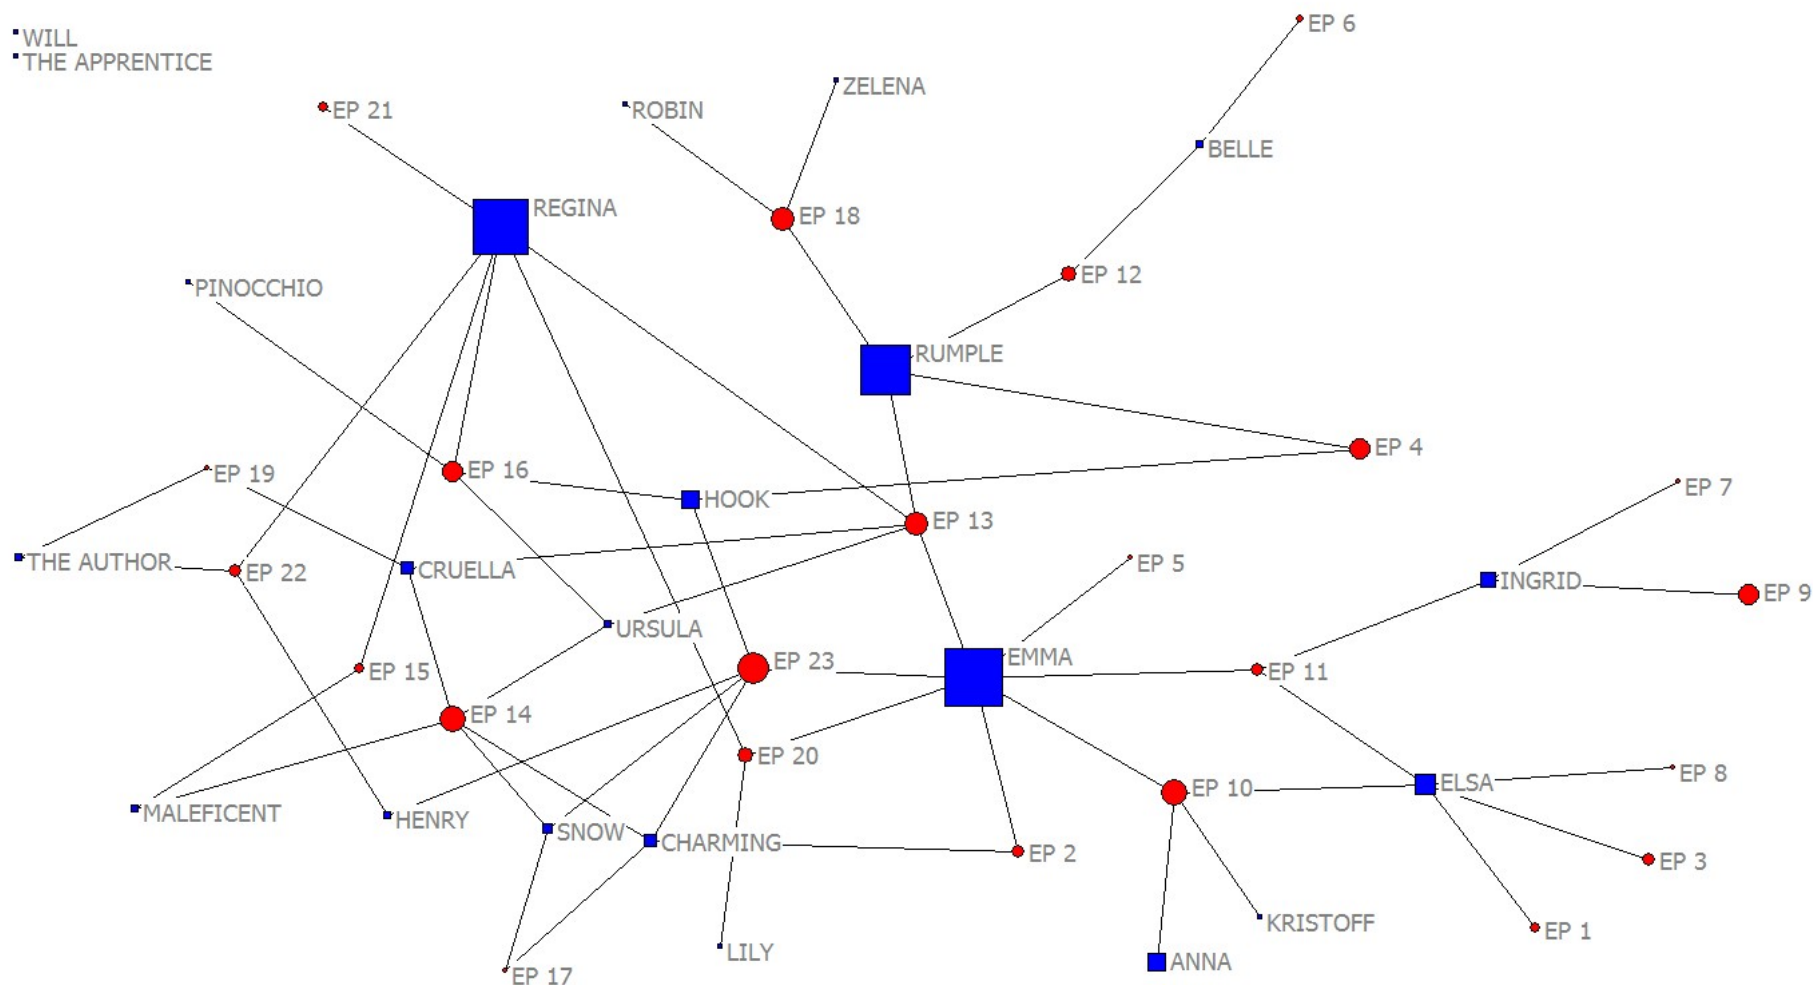 WILL
THE APPRENTICE
EP 6
ZELENA
EP 21
ROBIN
BELLE
REGINA
EP 18
EP 12
PINOCCHIO
RUMPLE
EP 4
EP 19
EP 16
HOOK
EP 7
EP 13
THE AUTHOR
EP 22
CRUELLA
EP 5
INGRID
EP 9
URSULA
EP 15
EP 23
EMMA
EP 11
EP 14
EP 20
EP 10
ELSA
EP 8
MALEFICENT
HENRY
SNOW
CHARMING
EP 2
EP 3
KRISTOFF
EP 1
LILY
ANNA
EP 17